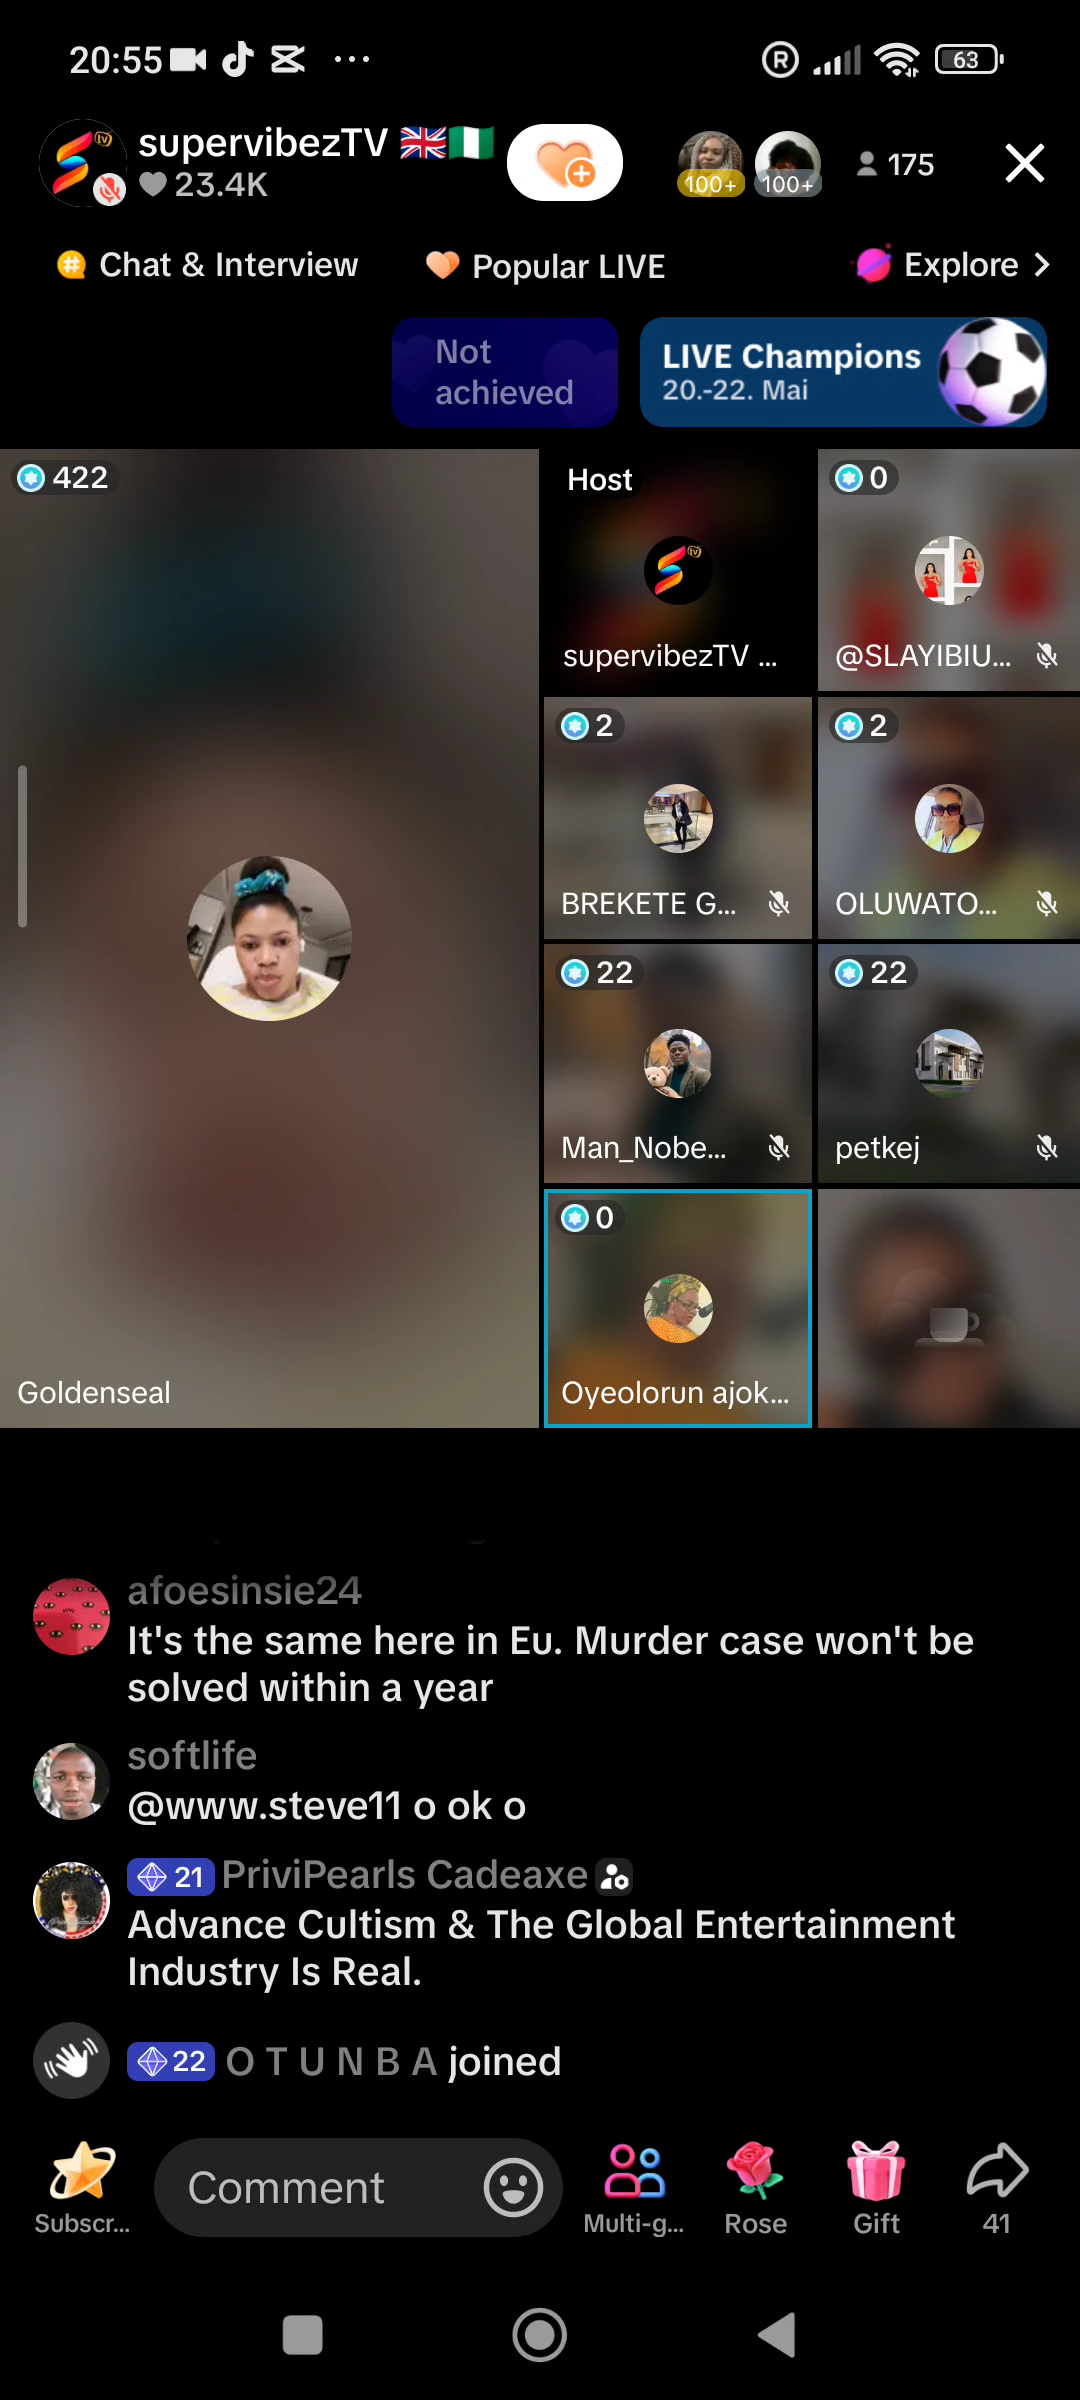 20:55
63
supervibezTV 🇬🇧🇳🇬
23.4K
100+
100+
175
Chat & Interview
Popular LIVE
Explore
Not
achieved
LIVE Champions
20.-22. Mai
422
Host
0
supervibezTV ...
@SLAYIBIU...
2
2
BREKETE G...
OLUWATO...
22
22
Man_Nobe...
petkej
0
Goldenseal
Oyeolorun ajok...
afoesinsie24
It's the same here in Eu. Murder case won't be
solved within a year
softlife
@www.steve11 o ok o
21 PriviPearls Cadeaxe
Advance Cultism & The Global Entertainment
Industry Is Real.
22 O T U N B A joined
Comment
Subscr...
Multi-g...
Rose
Gift
41